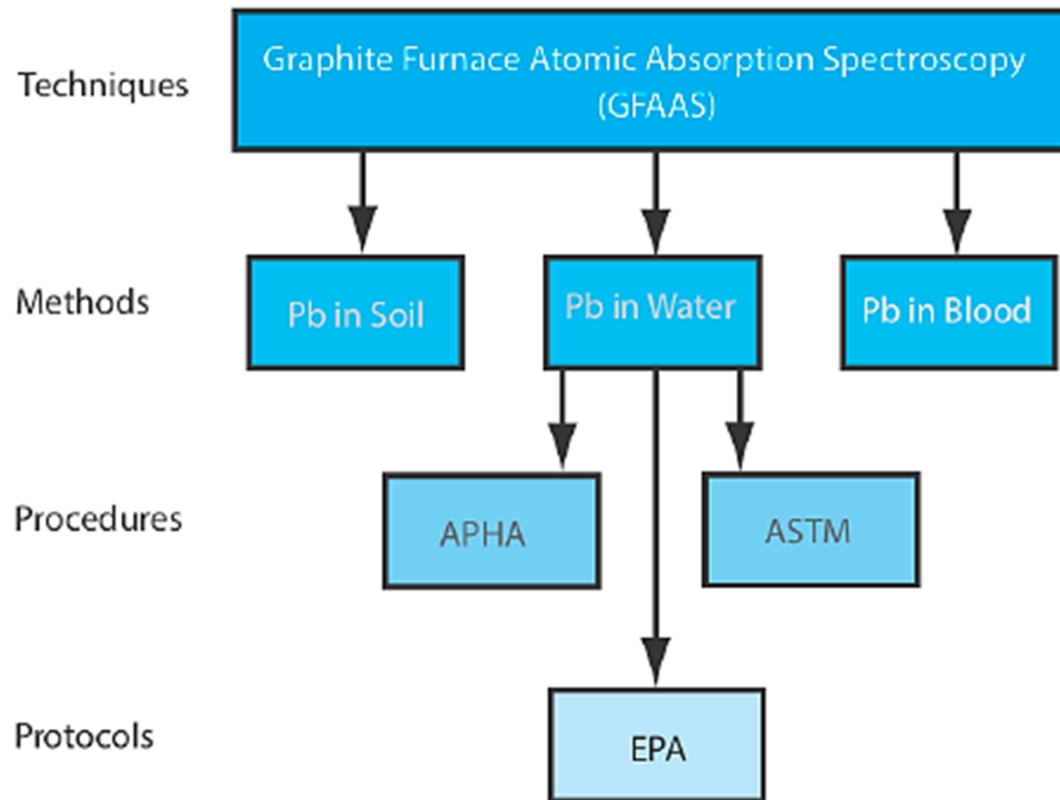 Techniques
Graphite Furnace Atomic Absorption Spectroscopy
(GFAAS)
Methods
Pb in Soil
Pb in Water
Pb in Blood
Procedures
APHA
ASTM
Protocols
EPA